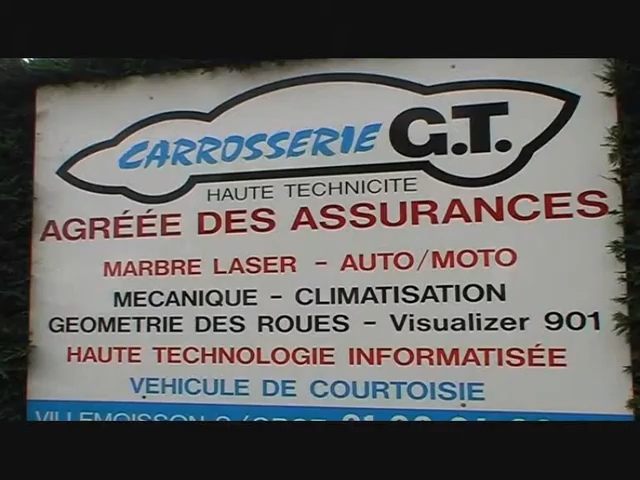 CARROSSERIE G.T.
HAUTE TECHNICITE
AGRÉÉE DES ASSURANCES
MARBRE LASER - AUTO/MOTO
MECANIQUE - CLIMATISATION
GEOMETRIE DES ROUES - Visualizer 901
HAUTE TECHNOLOGIE INFORMATISÉE
VEHICULE DE COURTOISIE
VILLEMOISSON